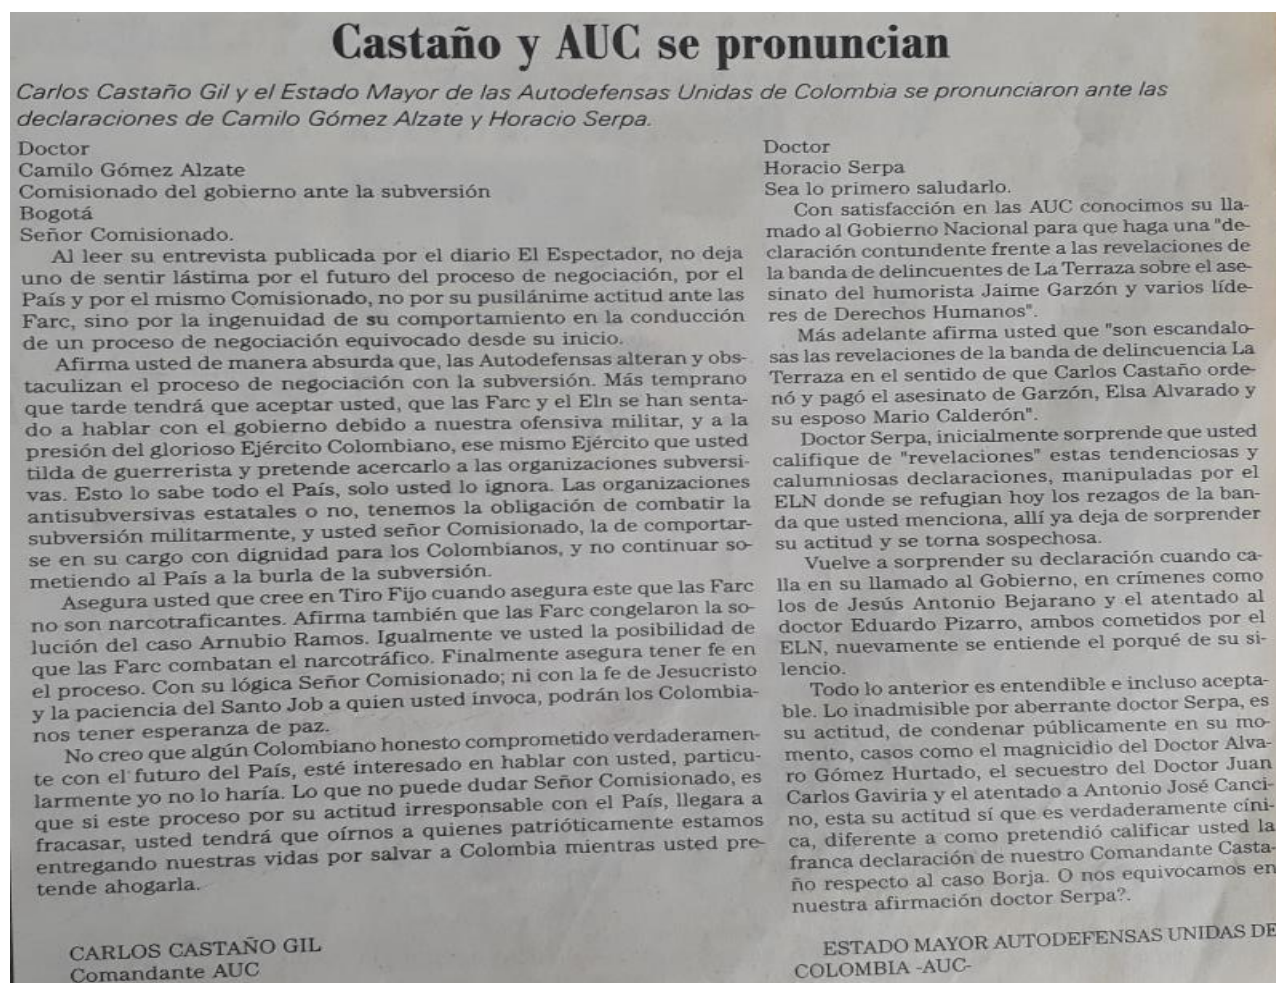 Castaño y AUC se pronuncian
Carlos Castaño Gil y el Estado Mayor de las Autodefensas Unidas de Colombia se pronunciaron ante las
declaraciones de Camilo Gómez Alzate y Horacio Serpa.
Doctor
Camilo Gómez Alzate
Comisionado del gobierno ante la subversión
Bogotá
Señor Comisionado.
Al leer su entrevista publicada por el diario El Espectador, no deja
uno de sentir lástima por el futuro del proceso de negociación, por el
País y por el mismo Comisionado, no por su pusilánime actitud ante las
Farc, sino por la ingenuidad de su comportamiento en la conducción
de un proceso de negociación equivocado desde su inicio.
Afirma usted de manera absurda que, las Autodefensas alteran y obs-
taculizan el proceso de negociación con la subversión. Más temprano
que tarde tendrá que aceptar usted, que las Farc y el Eln se han senta-
do a hablar con el gobierno debido a nuestra ofensiva militar, y a la
presión del glorioso Ejército Colombiano, ese mismo Ejército que usted
tilda de guerrerista y pretende acercarlo a las organizaciones subversi-
vas. Esto lo sabe todo el País, solo usted lo ignora. Las organizaciones
antisubversivas estatales o no, tenemos la obligación de combatir la
subversión militarmente, y usted señor Comisionado, la de comportar-
se en su cargo con dignidad para los Colombianos, y no continuar so-
metiendo al País a la burla de la subversión.
Asegura usted que cree en Tiro Fijo cuando asegura este que las Farc
no son narcotraficantes. Afirma también que las Farc congelaron la so-
lución del caso Arnubio Ramos. Igualmente ve usted la posibilidad de
que las Farc combatan el narcotráfico. Finalmente asegura tener fe en
el proceso. Con su lógica Señor Comisionado; ni con la fe de Jesucristo
y la paciencia del Santo Job a quien usted invoca, podrán los Colombia-
nos tener esperanza de paz.
No creo que algún Colombiano honesto comprometido verdaderamen-
te con el futuro del País, esté interesado en hablar con usted, particu-
larmente yo no lo haría. Lo que no puede dudar Señor Comisionado, es
que si este proceso por su actitud irresponsable con el País, llegara a
fracasar, usted tendrá que oírnos a quienes patrióticamente estamos
entregando nuestras vidas por salvar a Colombia mientras usted pre-
tende ahogarla.
CARLOS CASTAÑO GIL
Comandante AUC
Doctor
Horacio Serpa
Sea lo primero saludarlo.
Con satisfacción en las AUC conocimos su lla-
mado al Gobierno Nacional para que haga una "de-
claración contundente frente a las revelaciones de
la banda de delincuentes de La Terraza sobre el ase-
sinato del humorista Jaime Garzón y varios líde-
res de Derechos Humanos".
Más adelante afirma usted que "son escandalo-
sas las revelaciones de la banda de delincuencia La
Terraza en el sentido de que Carlos Castaño orde-
nó y pagó el asesinato de Garzón, Elsa Alvarado y
su esposo Mario Calderón".
Doctor Serpa, inicialmente sorprende que usted
califique de "revelaciones" estas tendenciosas y
calumniosas declaraciones, manipuladas por el
ELN donde se refugian hoy los rezagos de la ban-
da que usted menciona, allí ya deja de sorprender
su actitud y se torna sospechosa.
Vuelve a sorprender su declaración cuando ca-
lla en su llamado al Gobierno, en crímenes como
los de Jesús Antonio Bejarano y el atentado al
doctor Eduardo Pizarro, ambos cometidos por el
ELN, nuevamente se entiende el porqué de su si-
lencio.
Todo lo anterior es entendible e incluso acepta-
ble. Lo inadmisible por aberrante doctor Serpa, es
su actitud, de condenar públicamente en su mo-
mento, casos como el magnicidio del Doctor Alva-
ro Gómez Hurtado, el secuestro del Doctor Juan
Carlos Gaviria y el atentado a Antonio José Canci-
no, esta su actitud sí que es verdaderamente cíni-
ca, diferente a como pretendió calificar usted la
franca declaración de nuestro Comandante Casta-
ño respecto al caso Borja. O nos equivocamos en
nuestra afirmación doctor Serpa?.
ESTADO MAYOR AUTODEFENSAS UNIDAS DE
COLOMBIA -AUC-